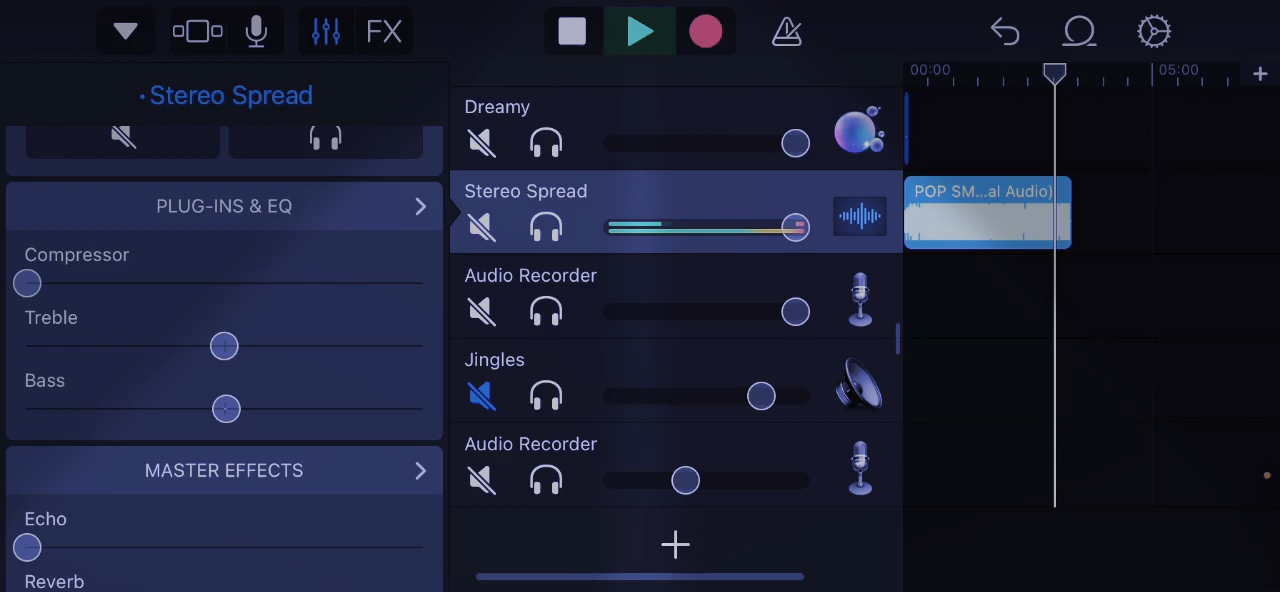 FX
Stereo Spread
PLUG-INS & EQ
Compressor
Treble
Bass
MASTER EFFECTS
Echo
Reverb
Dreamy
Stereo Spread
Audio Recorder
Jingles
Audio Recorder
00:00
05:00
POP SM...al Audio)